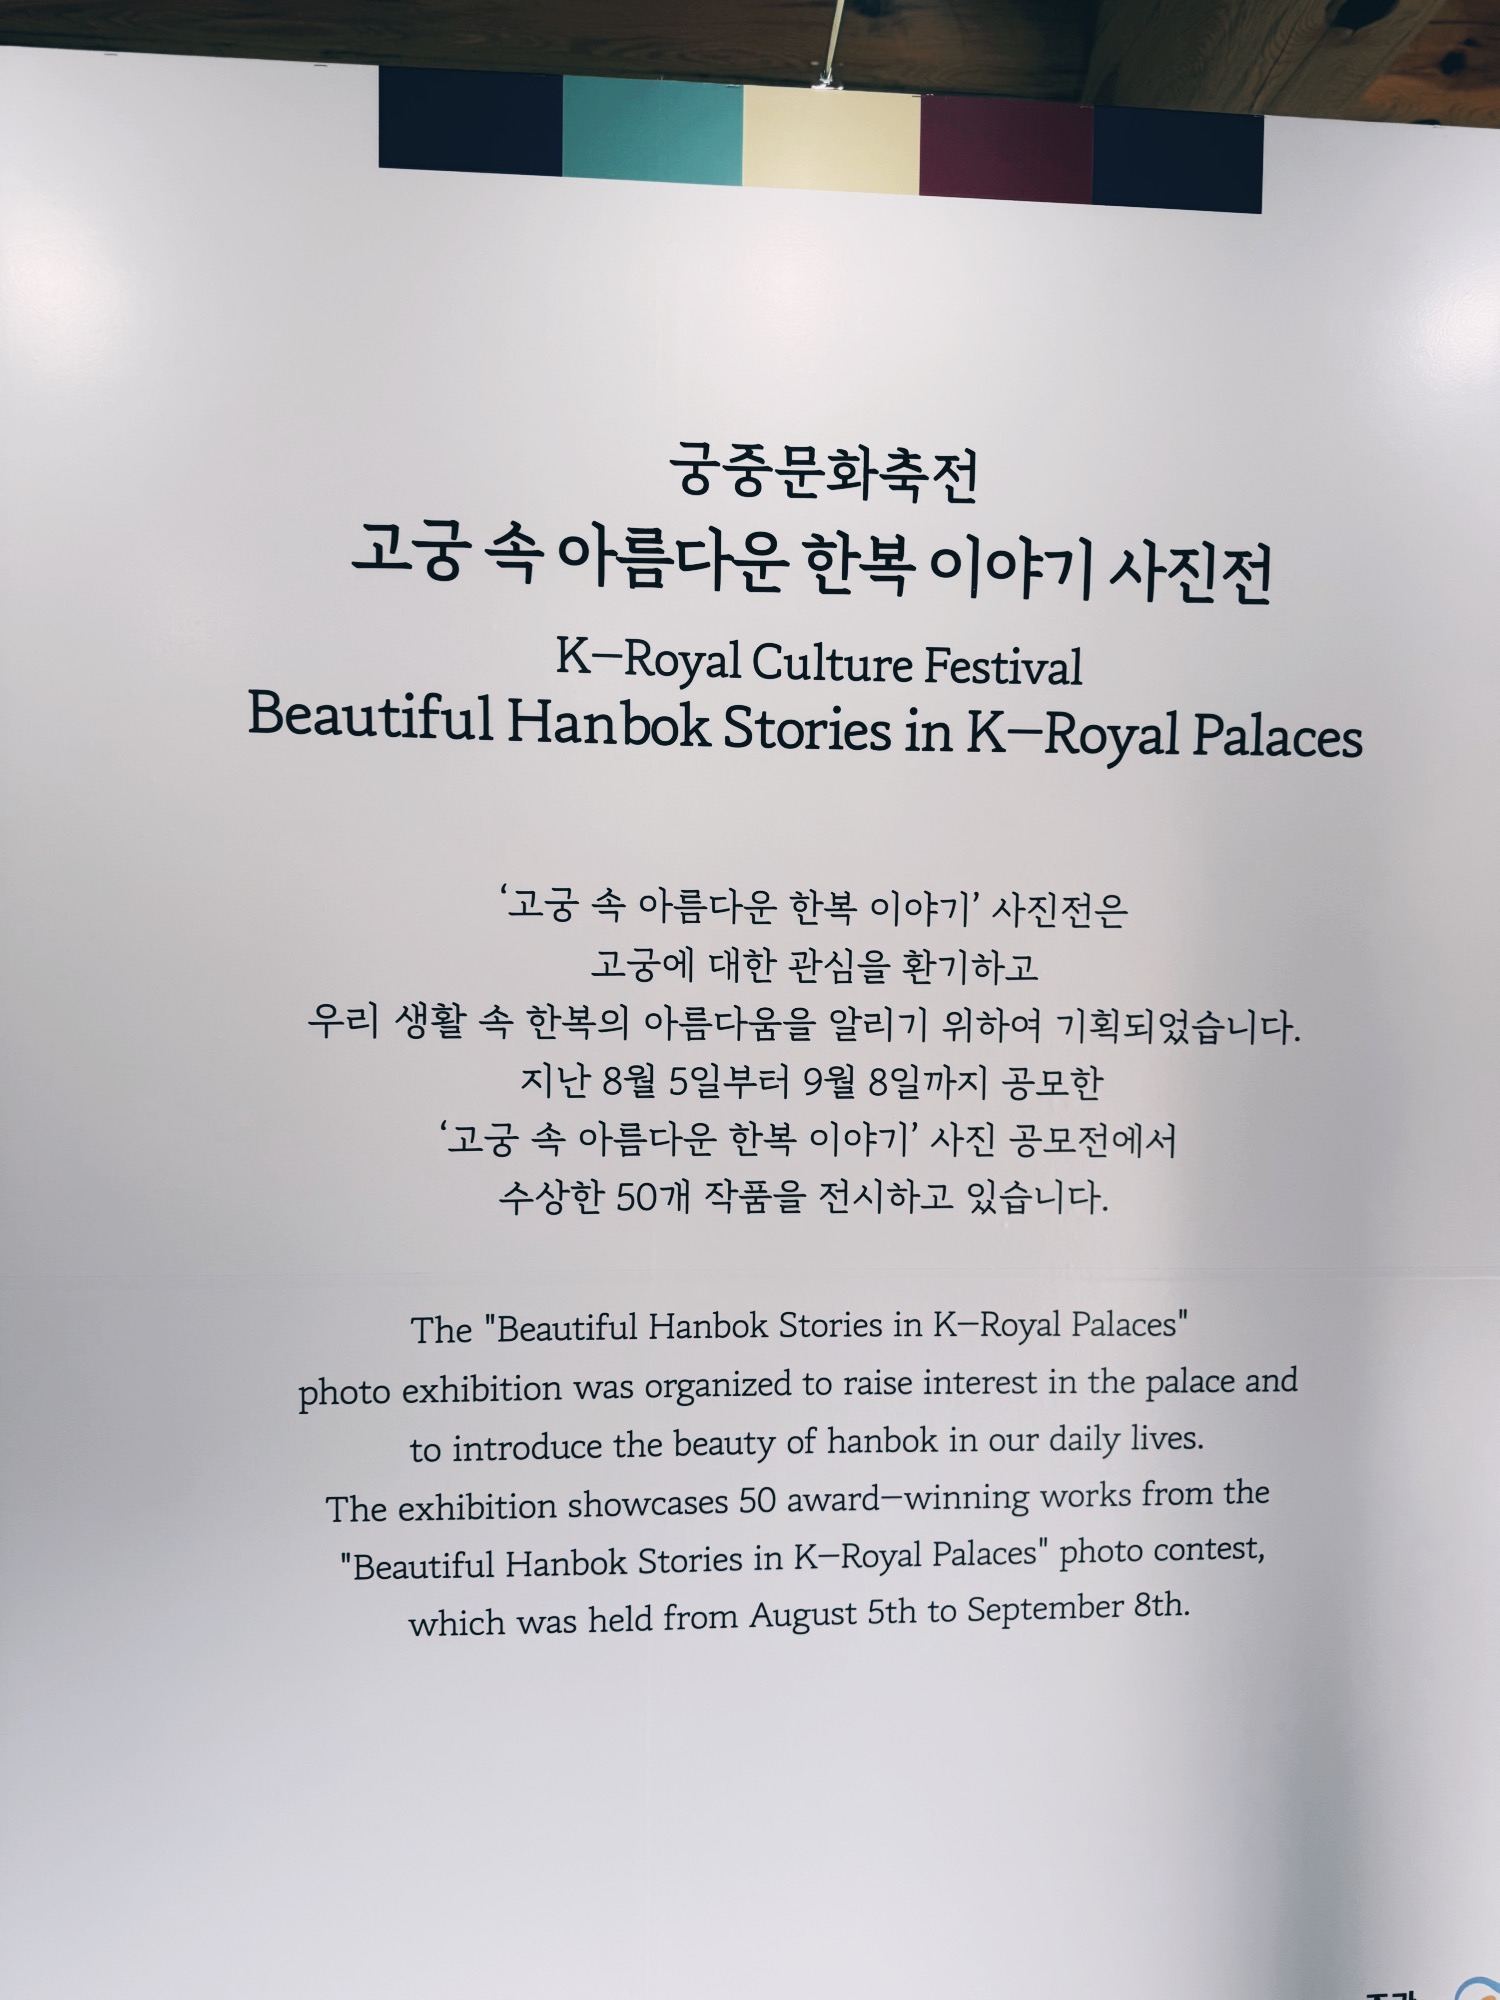 궁중문화축전
고궁 속 아름다운 한복 이야기 사진전
K—Royal Culture Festival
Beautiful Hanbok Stories in K—Royal Palaces
‘고궁 속 아름다운 한복 이야기’ 사진전은
고궁에 대한 관심을 환기하고
우리 생활 속 한복의 아름다움을 알리기 위하여 기획되었습니다.
지난 8월 5일부터 9월 8일까지 공모한
‘고궁 속 아름다운 한복 이야기’ 사진 공모전에서
수상한 50개 작품을 전시하고 있습니다.
The "Beautiful Hanbok Stories in K—Royal Palaces"
photo exhibition was organized to raise interest in the palace and
to introduce the beauty of hanbok in our daily lives.
The exhibition showcases 50 award—winning works from the
"Beautiful Hanbok Stories in K—Royal Palaces" photo contest,
which was held from August 5th to September 8th.